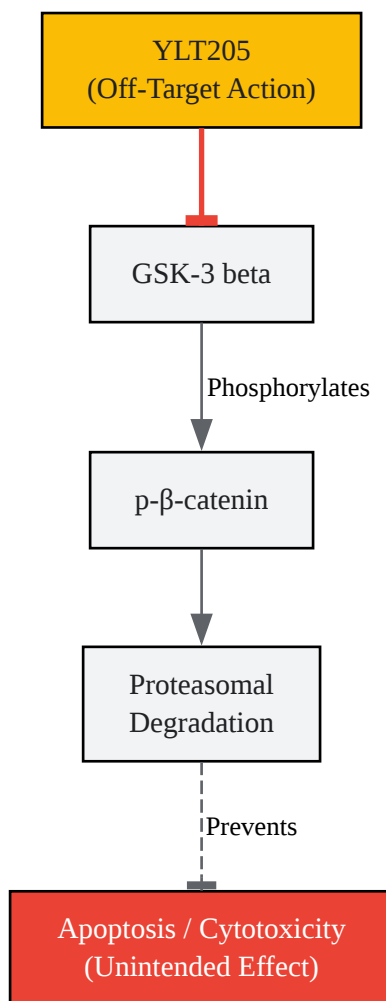 YLT205
(Off-Target Action)
GSK-3 beta
Phosphorylates
p-β-catenin
Proteasomal
Degradation
Prevents
Apoptosis / Cytotoxicity
(Unintended Effect)